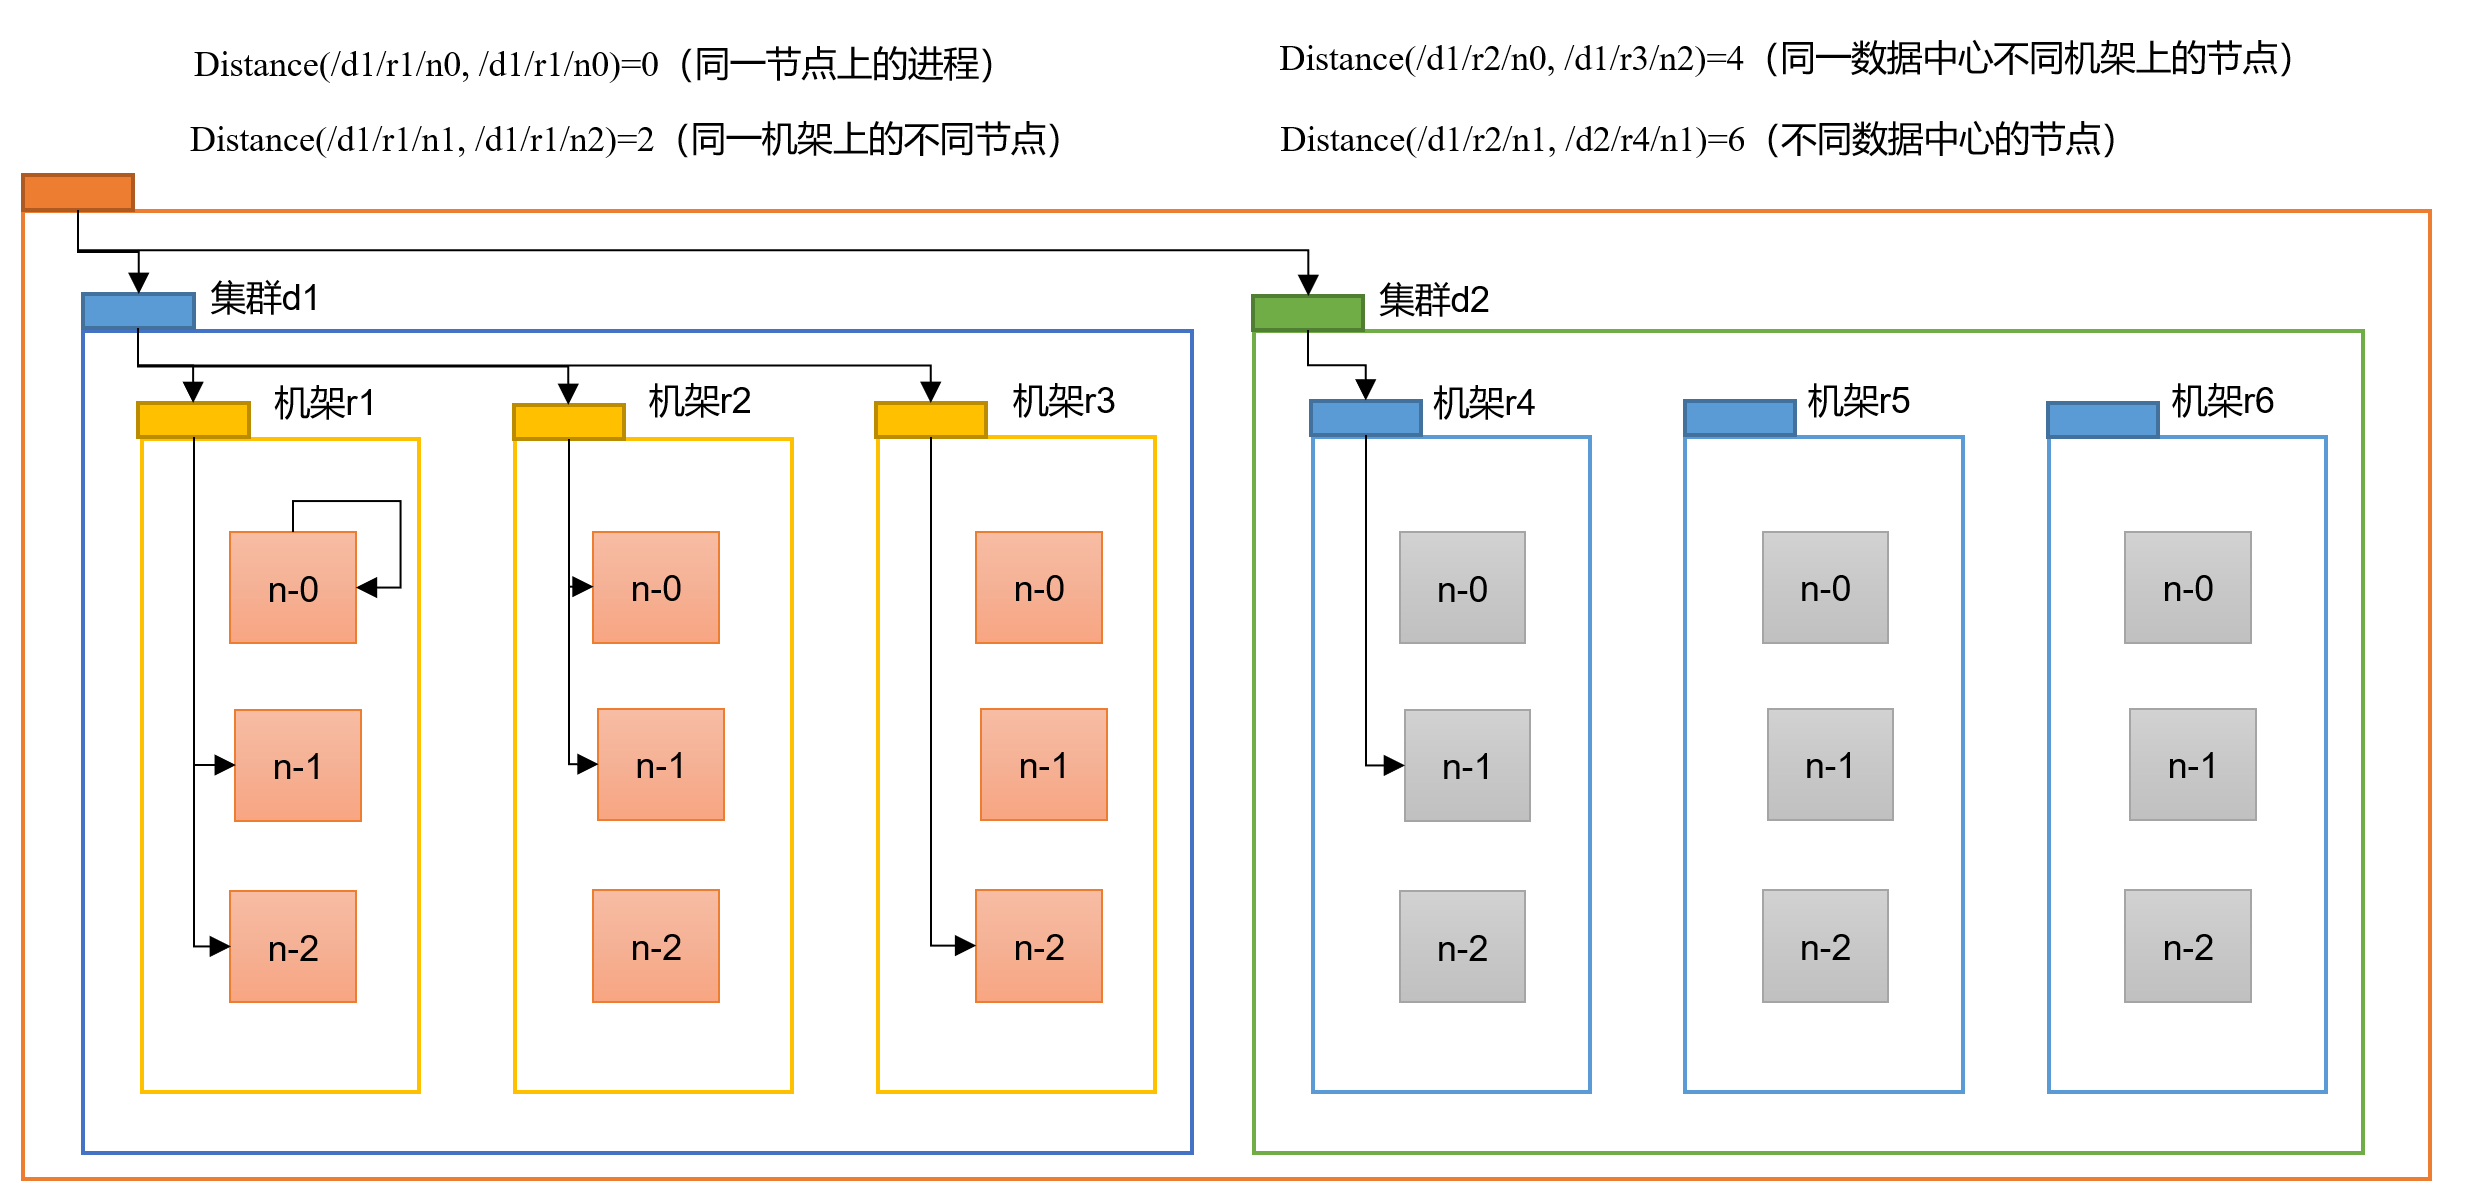 Distance(/d1/r1/n0, /d1/r1/n0)=0（同一节点上的进程）
Distance(/d1/r2/n0, /d1/r3/n2)=4（同一数据中心不同机架上的节点）
Distance(/d1/r1/n1, /d1/r1/n2)=2（同一机架上的不同节点）
Distance(/d1/r2/n1, /d2/r4/n1)=6（不同数据中心的节点）
集群d1
集群d2
机架r1
机架r2
机架r3
机架r4
机架r5
机架r6
n-0
n-0
n-0
n-0
n-0
n-0
n-1
n-1
n-1
n-1
n-1
n-1
n-2
n-2
n-2
n-2
n-2
n-2